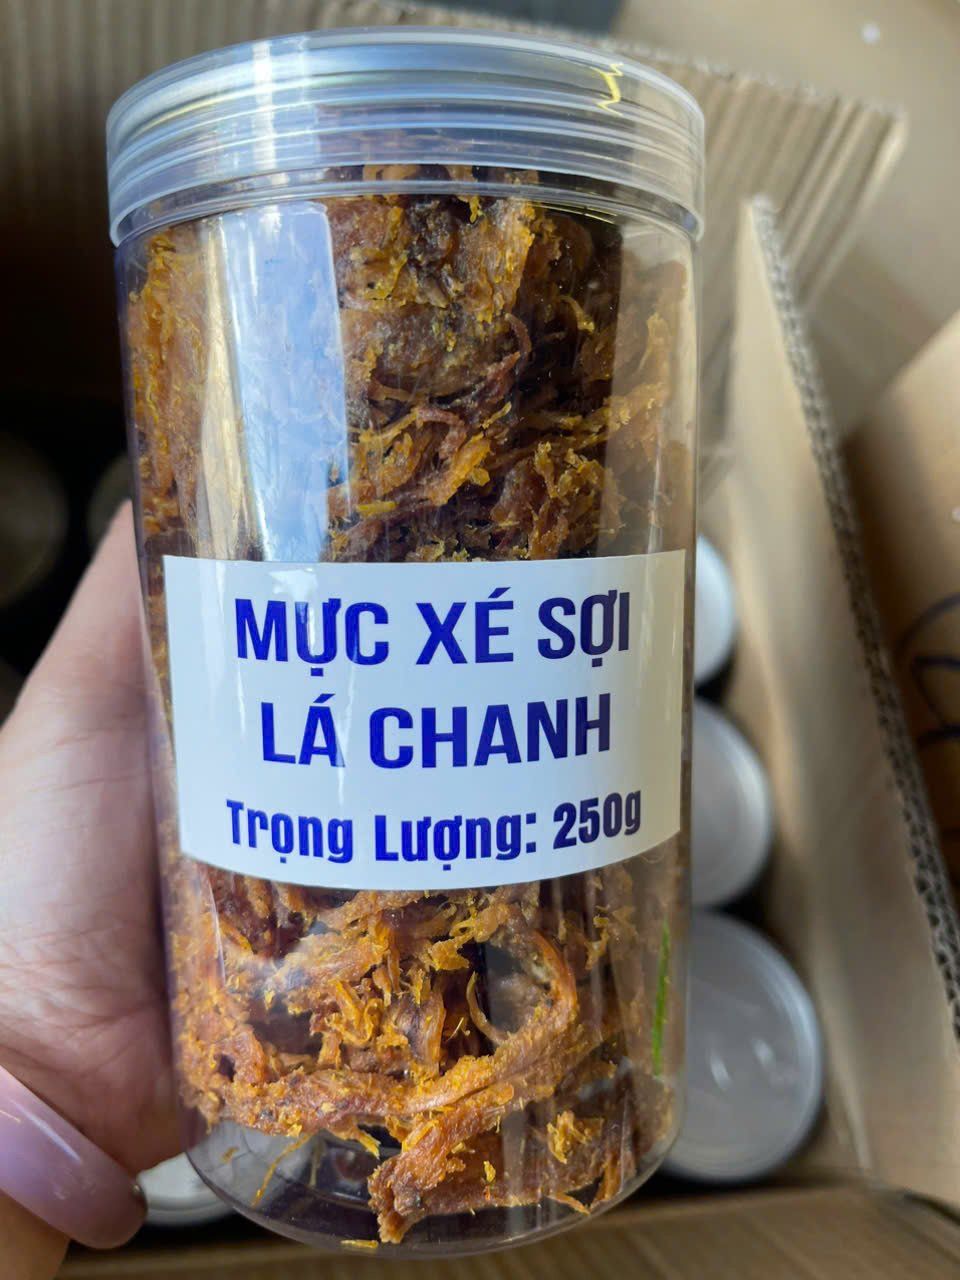 MỰC XÉ SỢI
LÁ CHANH
Trọng Lượng: 250g